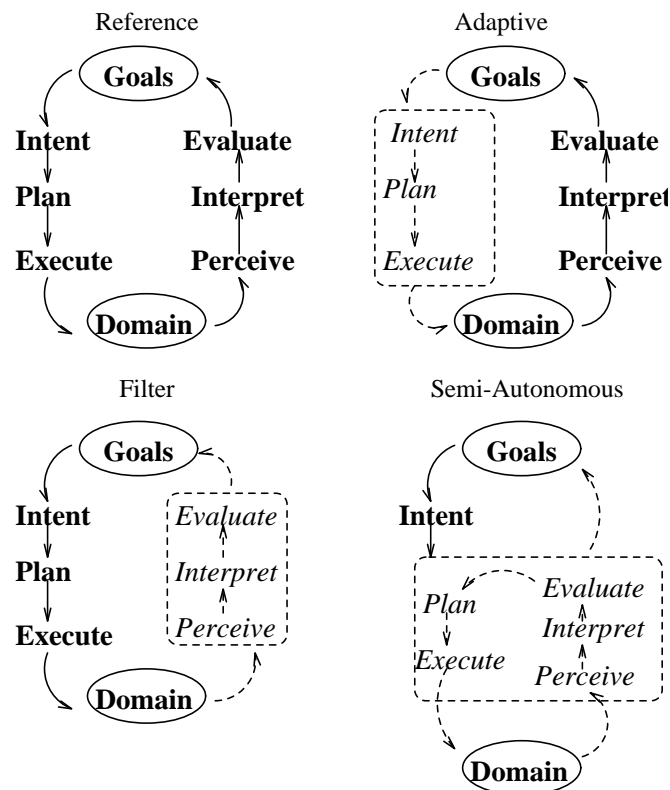 Reference
Goals
Intent
Evaluate
Plan
Interpret
Execute
Perceive
Domain
Adaptive
Goals
Intent
Evaluate
Plan
Interpret
Execute
Perceive
Domain
Filter
Goals
Intent
Evaluate
Plan
Interpret
Execute
Perceive
Domain
Semi-Autonomous
Goals
Intent
Evaluate
Plan
Interpret
Execute
Perceive
Domain